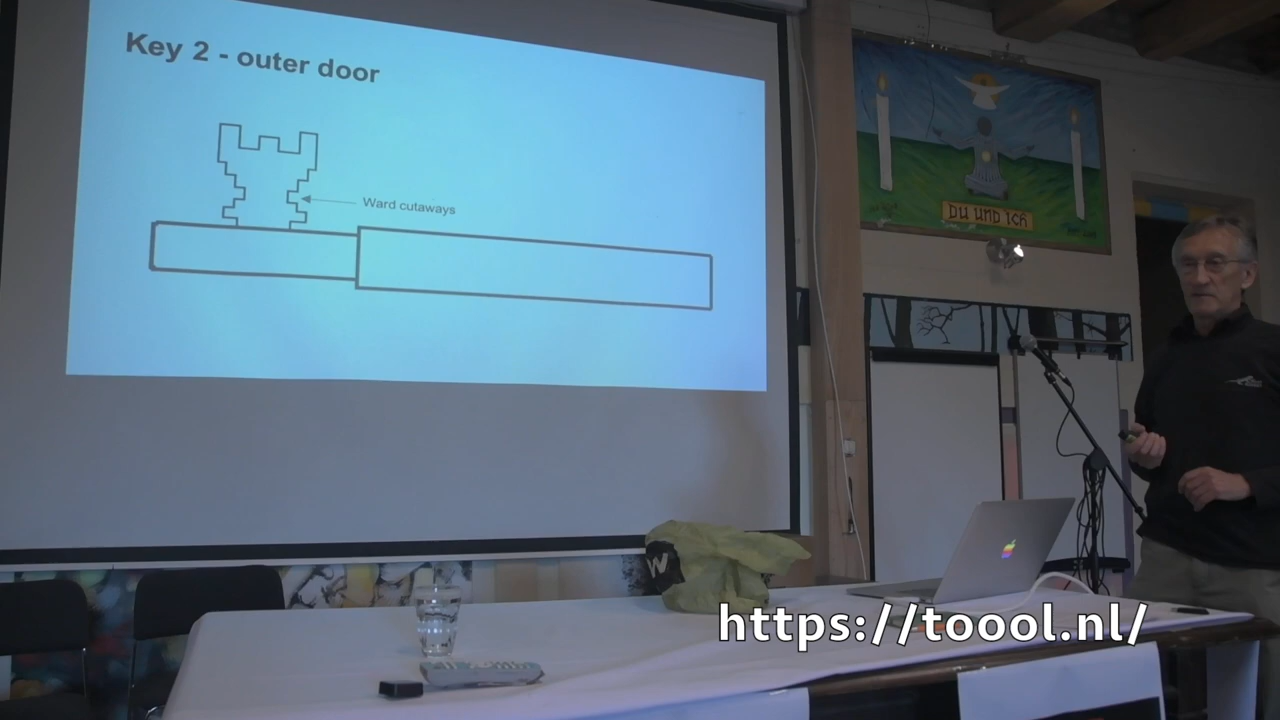 Key 2 - outer door
Ward cutaways
DU UND ICH
W
https://toool.nl/